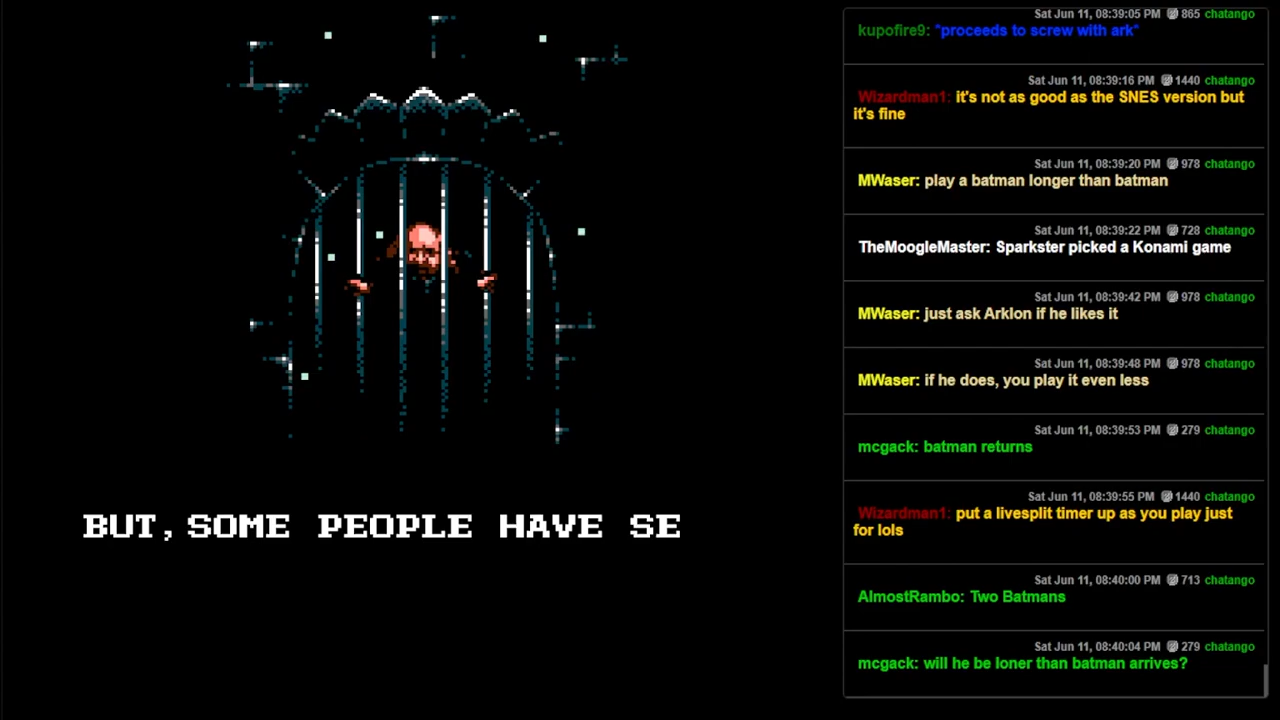 BUT, SOME PEOPLE HAVE SE
Sat Jun 11, 08:39:05 PM 865 chatango
kupofire9: *proceeds to screw with ark*
Sat Jun 11, 08:39:16 PM 1440 chatango
Wizardman1: it's not as good as the SNES version but
it's fine
Sat Jun 11, 08:39:20 PM 978 chatango
MWaser: play a batman longer than batman
Sat Jun 11, 08:39:22 PM 728 chatango
TheMoogleMaster: Sparkster picked a Konami game
Sat Jun 11, 08:39:42 PM 978 chatango
MWaser: just ask Arklon if he likes it
Sat Jun 11, 08:39:48 PM 978 chatango
MWaser: if he does, you play it even less
Sat Jun 11, 08:39:53 PM 279 chatango
mcgack: batman returns
Sat Jun 11, 08:39:55 PM 1440 chatango
Wizardman1: put a livesplit timer up as you play just
for lols
Sat Jun 11, 08:40:00 PM 713 chatango
AlmostRambo: Two Batmans
Sat Jun 11, 08:40:04 PM 279 chatango
mcgack: will he be loner than batman arrives?